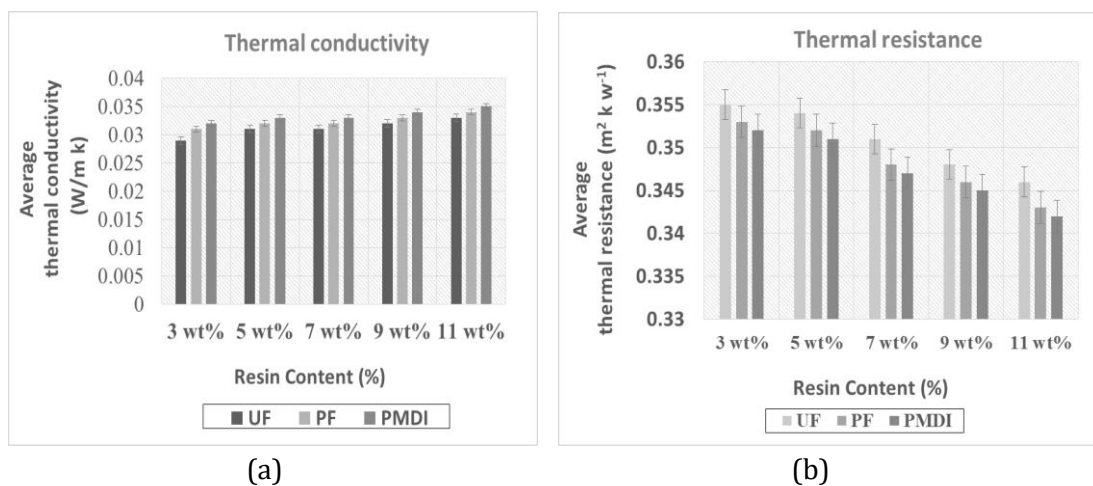 Thermal conductivity
Average
thermal conductivity
(W/m k)
0.04
0.035
0.03
0.025
0.02
0.015
0.01
0.005
0
3 wt% 5 wt% 7 wt% 9 wt% 11 wt%
Resin Content (%)
UF PF PMDI
(a)
Thermal resistance
Average
thermal resistance (m² k w⁻¹)
0.36
0.355
0.35
0.345
0.34
0.335
0.33
3 wt% 5 wt% 7 wt% 9 wt% 11 wt%
Resin Content (%)
UF PF PMDI
(b)